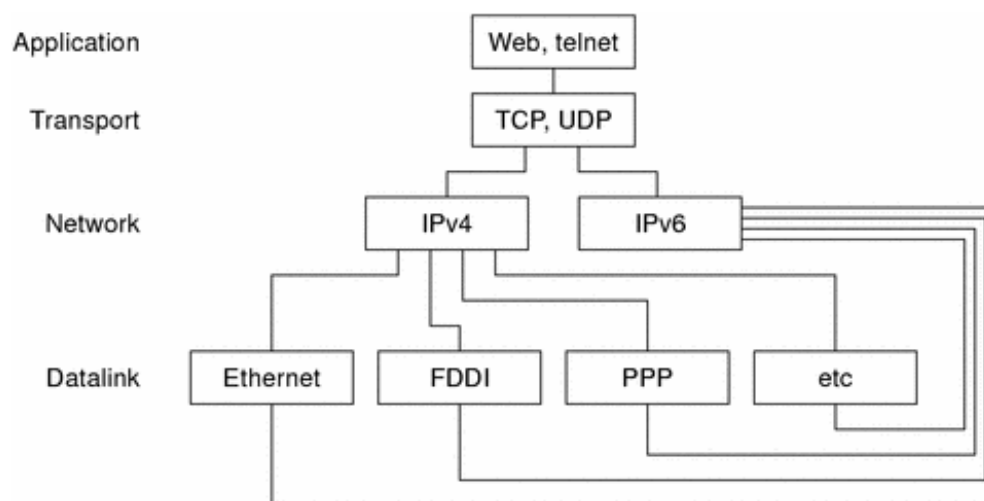 Application
Web, telnet
Transport
TCP, UDP
Network
IPv4
IPv6
Datalink
Ethernet
FDDI
PPP
etc